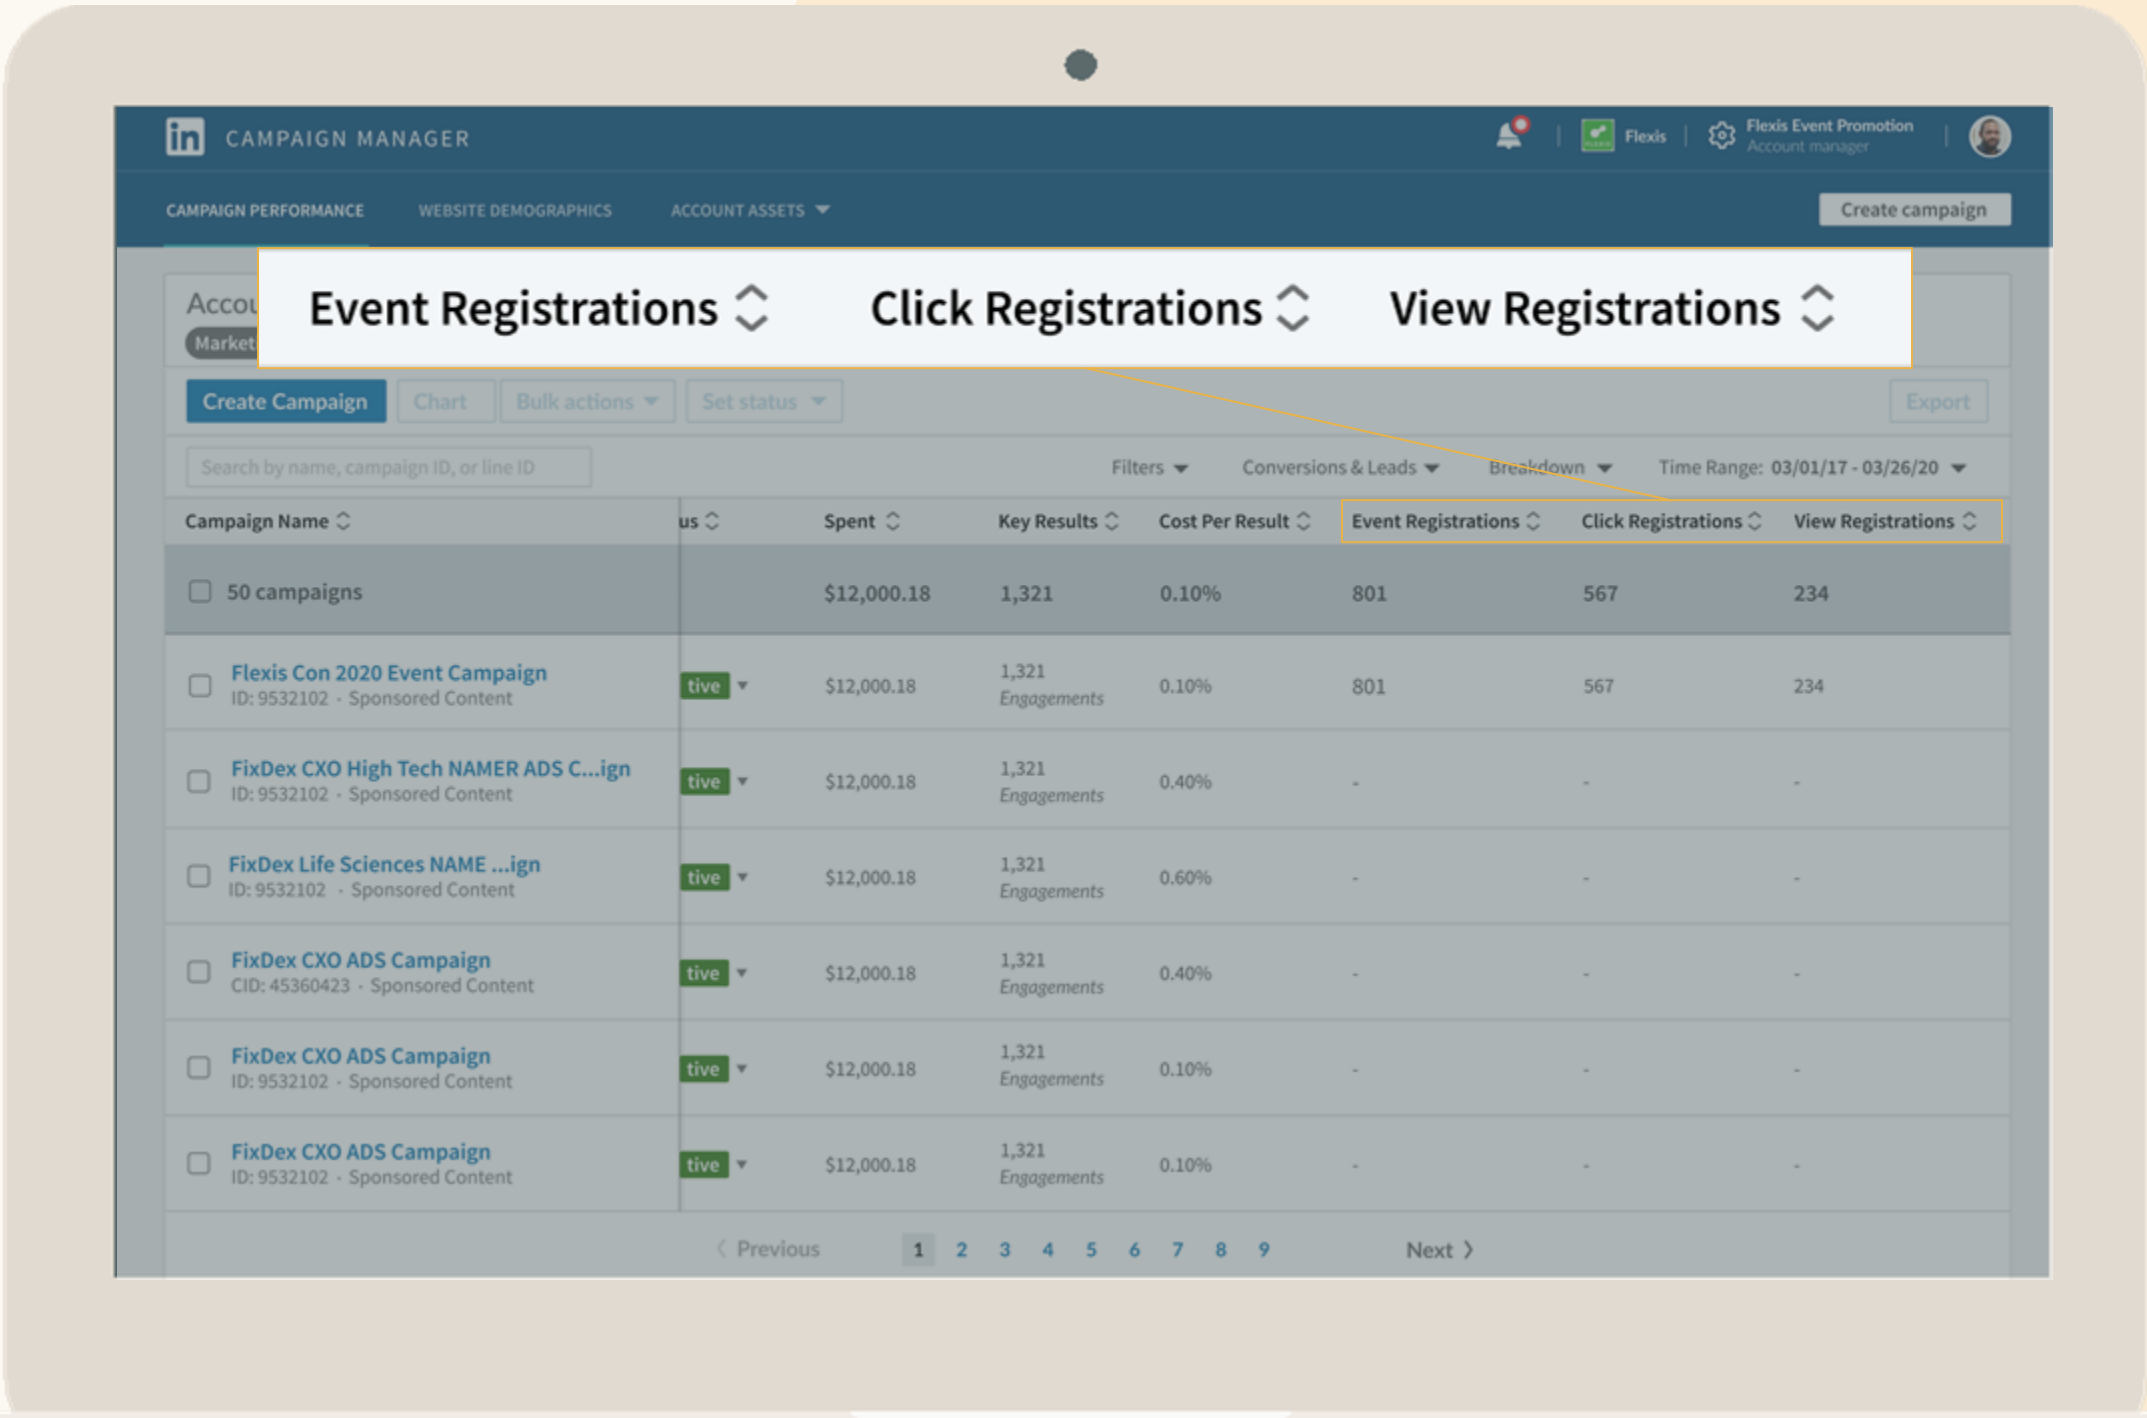 in CAMPAIGN MANAGER
Flexis
Flexis Event Promotion
Account manager
CAMPAIGN PERFORMANCE WEBSITE DEMOGRAPHICS ACCOUNT ASSETS Create campaign
Accou
Market
Event Registrations Click Registrations View Registrations
Create Campaign Chart Bulk actions Set status Export
Search by name, campaign ID, or line ID Filters Conversions & Leads Breakdown Time Range: 03/01/17 - 03/26/20
Campaign Name us Spent Key Results Cost Per Result Event Registrations Click Registrations View Registrations
50 campaigns $12,000.18 1,321 0.10% 801 567 234
Flexis Con 2020 Event Campaign
ID: 9532102 · Sponsored Content
tive $12,000.18 1,321 Engagements 0.10% 801 567 234
FixDex CXO High Tech NAMER ADS C...ign
ID: 9532102 · Sponsored Content
tive $12,000.18 1,321 Engagements 0.40% - - -
FixDex Life Sciences NAME ...ign
ID: 9532102 · Sponsored Content
tive $12,000.18 1,321 Engagements 0.60% - - -
FixDex CXO ADS Campaign
CID: 45360423 · Sponsored Content
tive $12,000.18 1,321 Engagements 0.40% - - -
FixDex CXO ADS Campaign
ID: 9532102 · Sponsored Content
tive $12,000.18 1,321 Engagements 0.10% - - -
FixDex CXO ADS Campaign
ID: 9532102 · Sponsored Content
tive $12,000.18 1,321 Engagements 0.10% - - -
Previous 1 2 3 4 5 6 7 8 9 Next